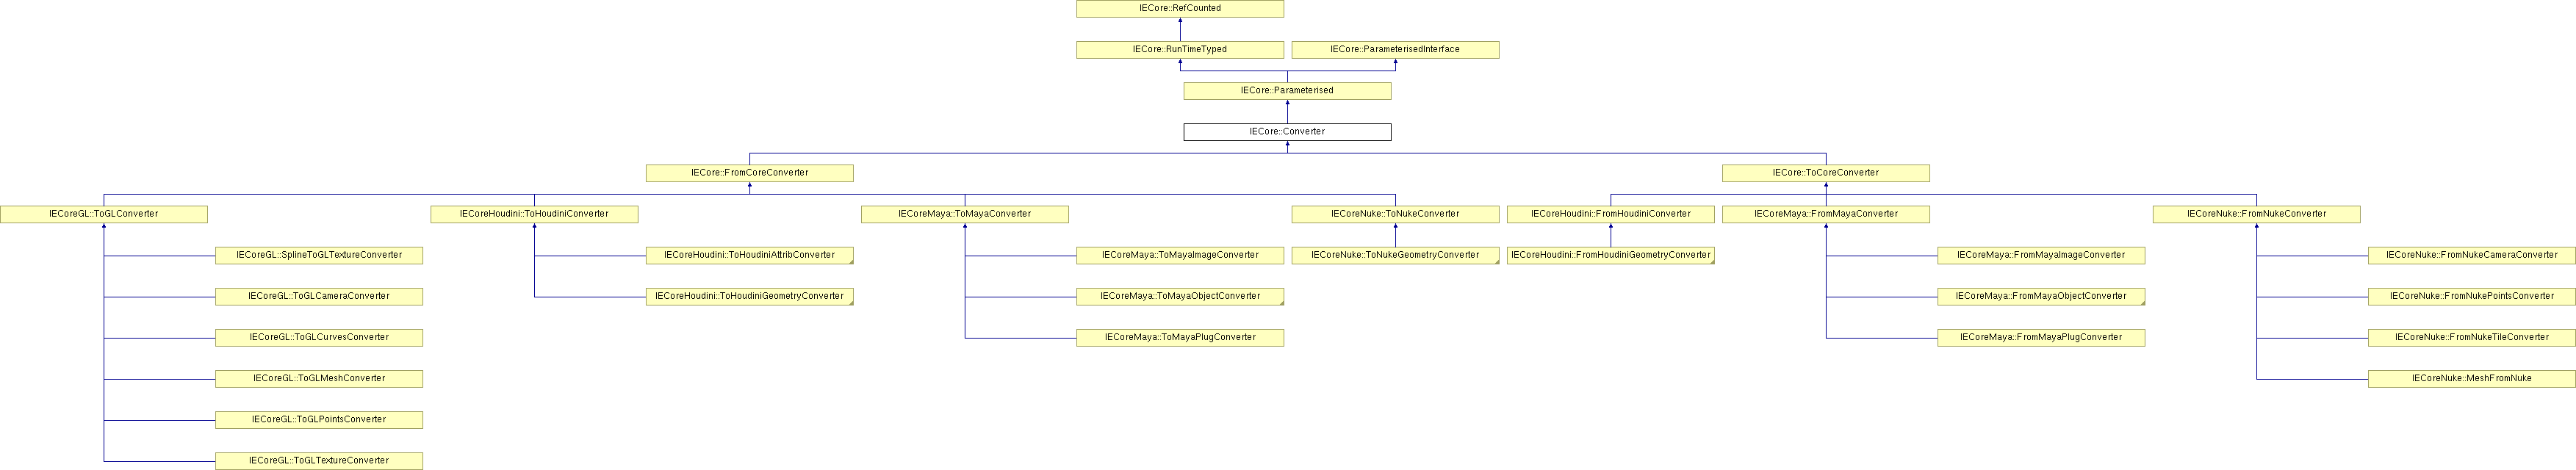 IECore::RefCounted
IECore::RunTimeTyped
IECore::ParameterisedInterface
IECore::Parameterised
IECore::Converter
IECore::FromCoreConverter
IECore::ToCoreConverter
IECoreGL::ToGLConverter
IECoreHoudini::ToHoudiniConverter
IECoreMaya::ToMayaConverter
IECoreNuke::ToNukeConverter
IECoreHoudini::FromHoudiniConverter
IECoreMaya::FromMayaConverter
IECoreNuke::FromNukeConverter
IECoreGL::SplineToGLTextureConverter
IECoreHoudini::ToHoudiniAttribConverter
IECoreMaya::ToMayaImageConverter
IECoreNuke::ToNukeGeometryConverter
IECoreHoudini::FromHoudiniGeometryConverter
IECoreMaya::FromMayaImageConverter
IECoreNuke::FromNukeCameraConverter
IECoreGL::ToGLCameraConverter
IECoreHoudini::ToHoudiniGeometryConverter
IECoreMaya::ToMayaObjectConverter
IECoreMaya::FromMayaObjectConverter
IECoreNuke::FromNukePointsConverter
IECoreGL::ToGLCurvesConverter
IECoreMaya::ToMayaPlugConverter
IECoreMaya::FromMayaPlugConverter
IECoreNuke::FromNukeTileConverter
IECoreGL::ToGLMeshConverter
IECoreNuke::MeshFromNuke
IECoreGL::ToGLPointsConverter
IECoreGL::ToGLTextureConverter